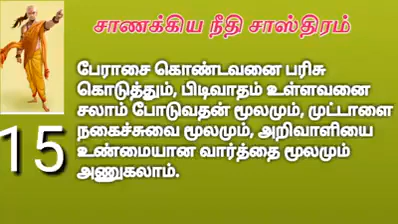 சாணக்கிய நீதி சாஸ்திரம்
பேராசை கொண்டவனை பரிசு
கொடுத்தும், பிடிவாதம் உள்ளவனை
சலாம் போடுவதன் மூலமும், முட்டாளை
நகைச்சுவை மூலமும், அறிவாளியை
உண்மையான வார்த்தை மூலமும்
அணுகலாம்.
15